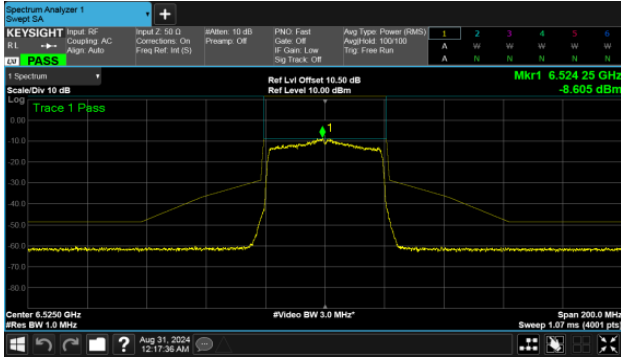 Spectrum Analyzer 1
Swept SA
+
KEYSIGHT Input: RF Input Z: 50 Ω #Atten: 10 dB PNO: Fast Avg Type: Power (RMS) 1 2 3 4 5 6
RL Coupling: AC Corrections: On Preamp: Off Gate: Off Avg|Hold: 100/100 A W W W W W
Align: Auto Freq Ref: Int (S) IF Gain: Low Trig: Free Run
LXI PASS Sig Track: Off A N N N N N
1 Spectrum Ref Lvl Offset 10.50 dB Mkr1 6.524 25 GHz
Scale/Div 10 dB Ref Level 10.00 dBm -8.605 dBm
Log Trace 1 Pass
0.00
1
-10.0
-20.0
-30.0
-40.0
-50.0
-60.0
-70.0
-80.0
Center 6.5250 GHz #Video BW 3.0 MHz* Span 200.0 MHz
#Res BW 1.0 MHz Sweep 1.07 ms (4001 pts)
? Aug 31, 2024
12:17:36 AM